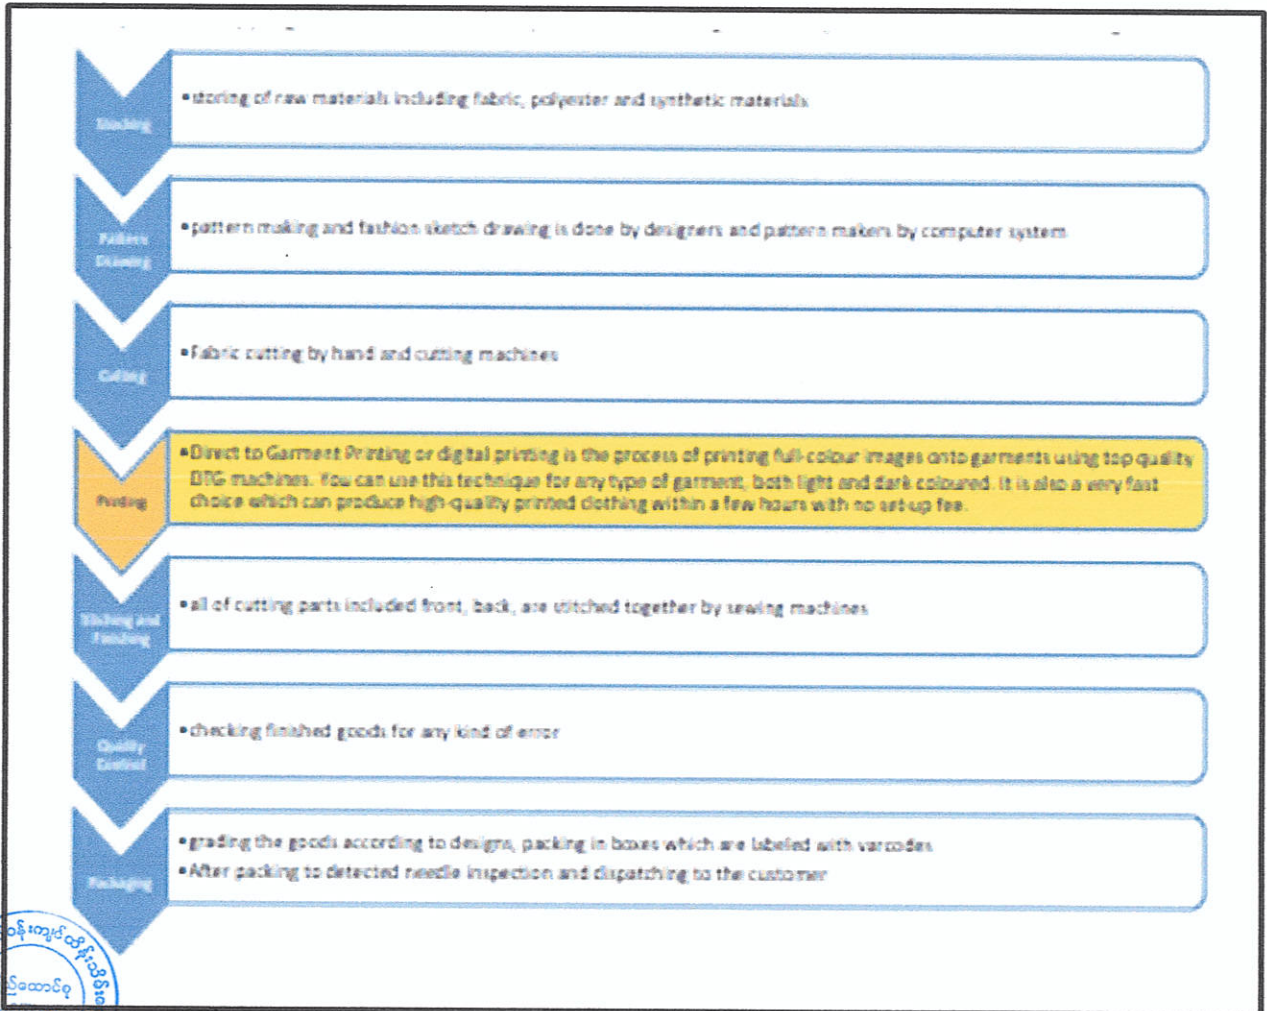 Stocking
•storing of raw materials including fabric, polyester and synthetic materials
Pattern
Drawing
•pattern making and fashion sketch drawing is done by designers and pattern makers by computer system
Cutting
•Fabric cutting by hand and cutting machines
Printing
•Direct to Garment Printing or digital printing is the process of printing full-colour images onto garments using top quality
DTG machines. You can use this technique for any type of garment, both light and dark coloured. It is also a very fast
choice which can produce high-quality printed clothing within a few hours with no set-up fee.
Stiching and
Finishing
•all of cutting parts included front, back, are stitched together by sewing machines
Quality
Control
•checking finished goods for any kind of error
Packaging
•grading the goods according to designs, packing in boxes which are labeled with varcodes
•After packing to detected needle inspection and dispatching to the customer